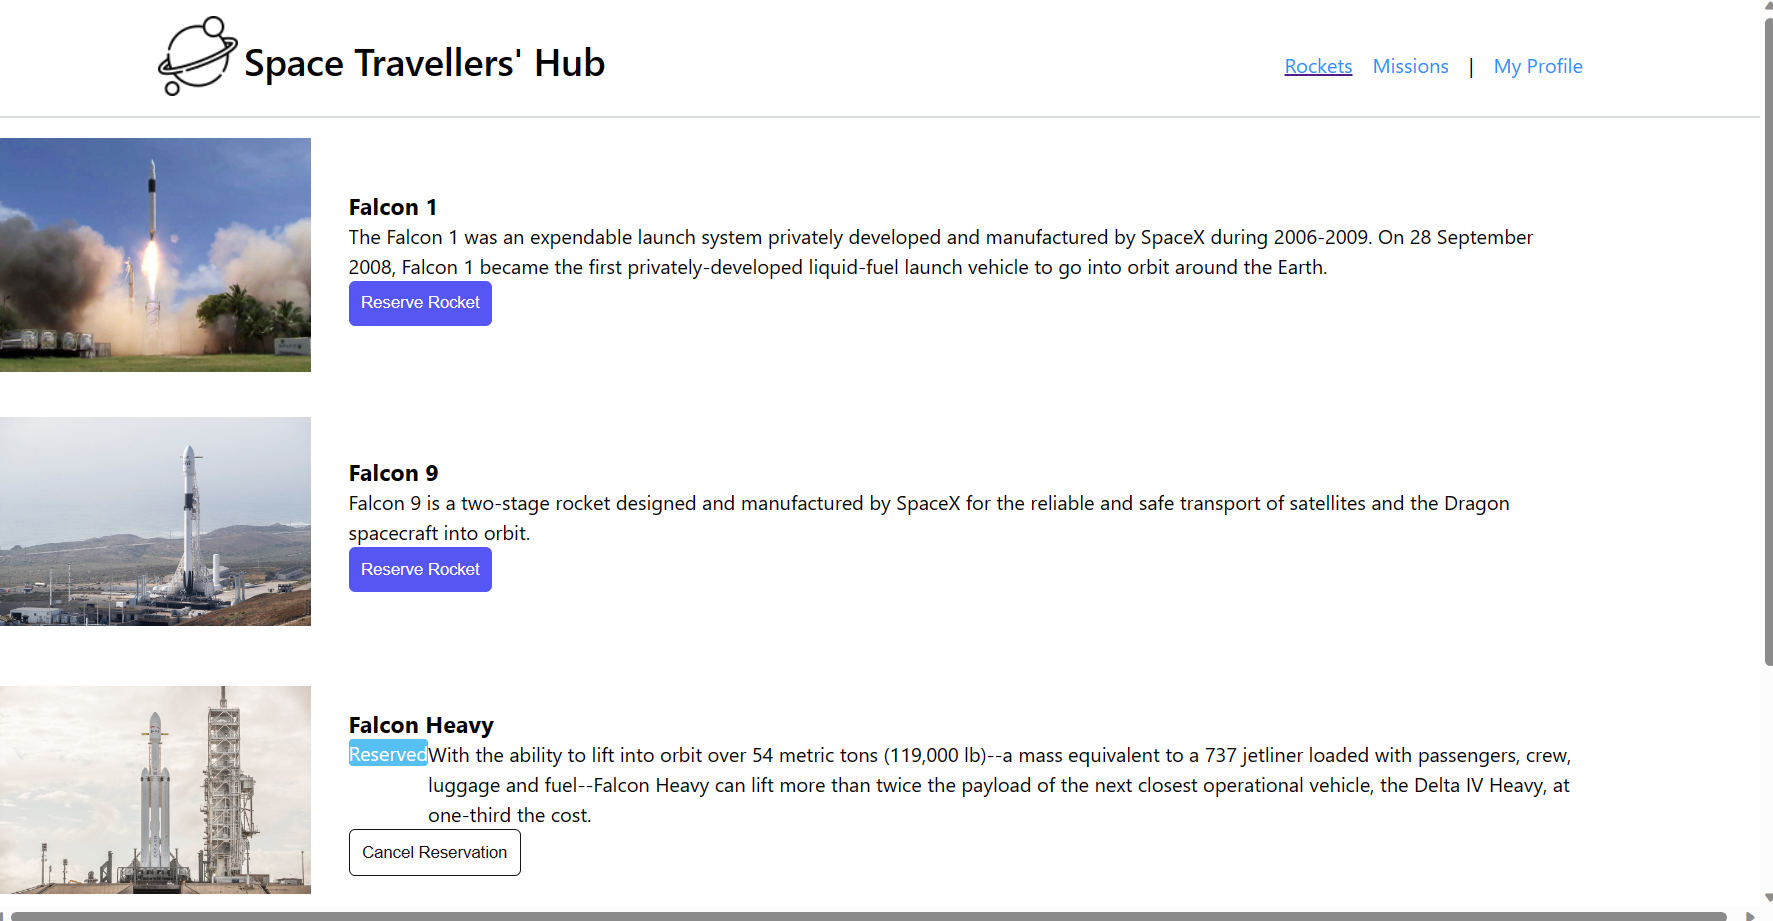 Space Travellers' Hub
Rockets Missions | My Profile
Falcon 1
The Falcon 1 was an expendable launch system privately developed and manufactured by SpaceX during 2006-2009. On 28 September
2008, Falcon 1 became the first privately-developed liquid-fuel launch vehicle to go into orbit around the Earth.
Reserve Rocket
Falcon 9
Falcon 9 is a two-stage rocket designed and manufactured by SpaceX for the reliable and safe transport of satellites and the Dragon
spacecraft into orbit.
Reserve Rocket
Falcon Heavy
Reserved With the ability to lift into orbit over 54 metric tons (119,000 lb)--a mass equivalent to a 737 jetliner loaded with passengers, crew,
luggage and fuel--Falcon Heavy can lift more than twice the payload of the next closest operational vehicle, the Delta IV Heavy, at
one-third the cost.
Cancel Reservation